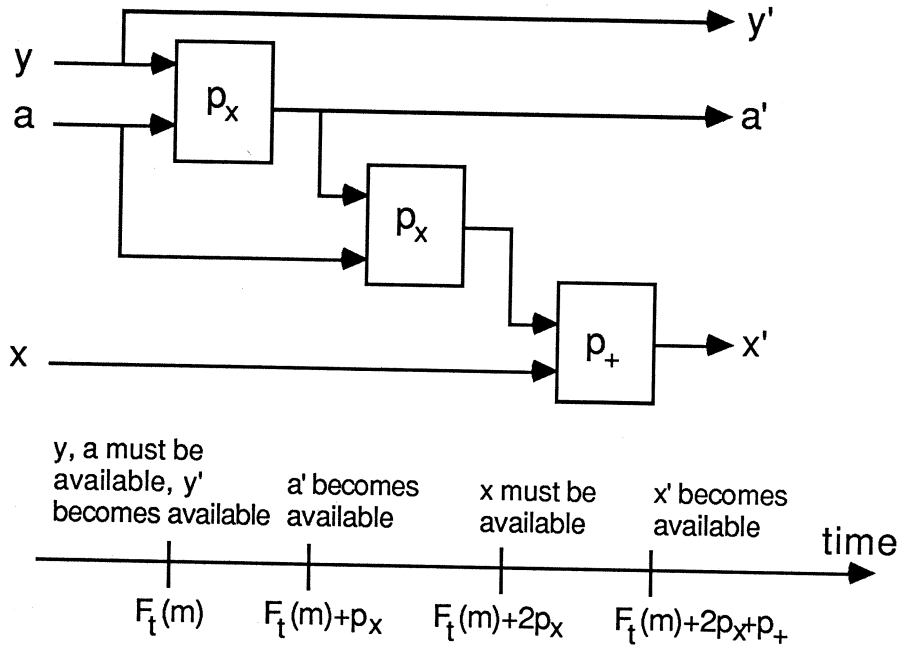 y
y'
a
pₓ
a'
pₓ
x
p₊
x'
y, a must be
available, y'
becomes available
a' becomes
available
x must be
available
x' becomes
available
time
Fₜ(m)
Fₜ(m)+pₓ
Fₜ(m)+2pₓ
Fₜ(m)+2pₓ+p₊